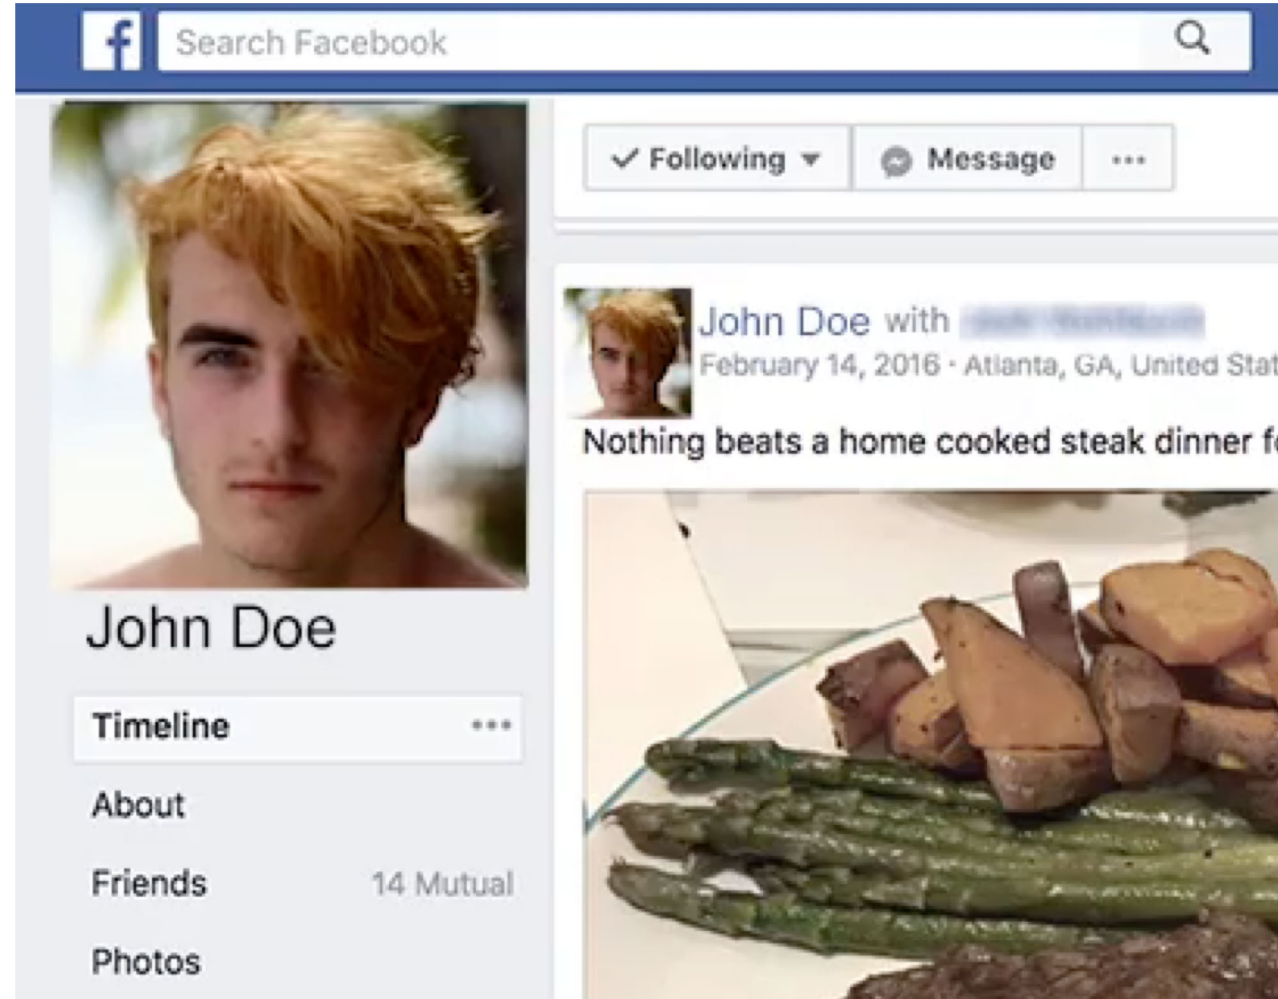 f Search Facebook
Following Message ...
John Doe with
February 14, 2016 · Atlanta, GA, United
Nothing beats a home cooked steak dinner
John Doe
Timeline ...
About
Friends 14 Mutual
Photos